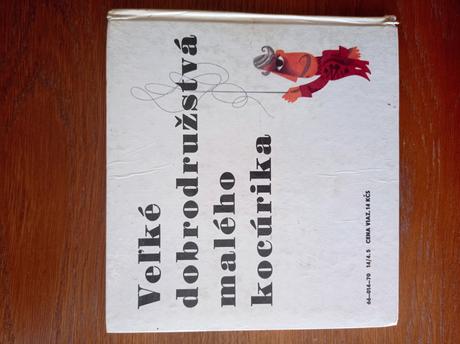 Veľké
dobrodružstvá
malého
kocúrika
66—014—70 14/4. 5 CENA VIAZ. 14 KČS